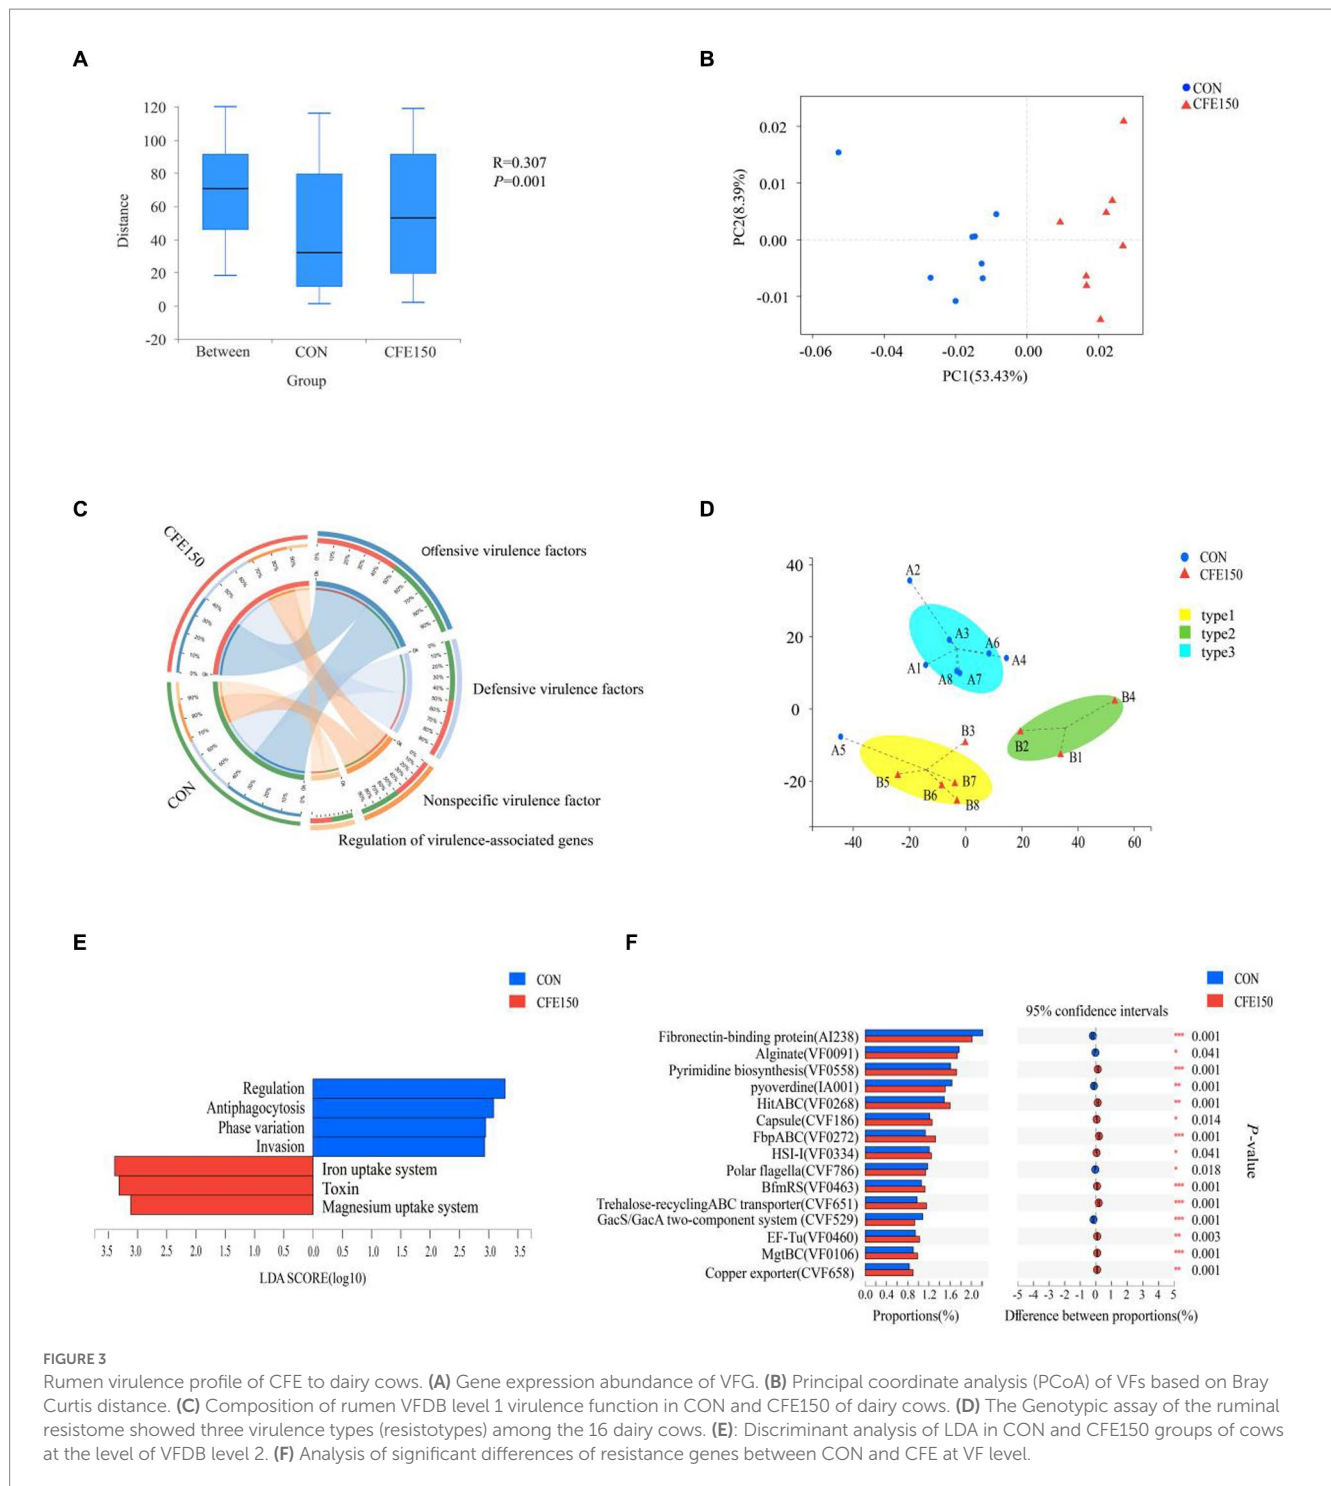 A
120
100
80
60
40
20
0
-20
Distance
Between
CON
CFE150
Group
R=0.307
P=0.001
B
CON
CFE150
0.02
0.01
0.00
-0.01
PC2(8.39%)
-0.06
-0.04
-0.02
0.00
0.02
PC1(53.43%)
C
CFE150
CON
Offensive virulence factors
Defensive virulence factors
Nonspecific virulence factor
Regulation of virulence-associated genes
D
CON
CFE150
type1
type2
type3
40
20
0
-20
-40
-20
0
20
40
60
A2
A3
A6
A1
A4
A8
A7
B4
B2
B1
A5
B3
B5
B7
B6
B8
E
CON
CFE150
Regulation
Antiphagocytosis
Phase variation
Invasion
Iron uptake system
Toxin
Magnesium uptake system
3.5 3.0 2.5 2.0 1.5 1.0 0.5 0.0 0.5 1.0 1.5 2.0 2.5 3.0 3.5
LDA SCORE(log10)
F
CON
CFE150
95% confidence intervals
Fibronectin-binding protein(AI238) *** 0.001
Alginate(VF0091) * 0.041
Pyrimidine biosynthesis(VF0558) *** 0.001
pyoverdine(IA001) ** 0.001
HitABC(VF0268) ** 0.001
Capsule(CVF186) * 0.014
FbpABC(VF0272) *** 0.001
HSI-I(VF0334) * 0.041
Polar flagella(CVF786) * 0.018
BfmRS(VF0463) *** 0.001
Trehalose-recyclingABC transporter(CVF651) *** 0.001
GacS/GacA two-component system (CVF529) *** 0.001
EF-Tu(VF0460) ** 0.003
MgtBC(VF0106) *** 0.001
Copper exporter(CVF658) ** 0.001
P-value
0.0 0.4 0.8 1.2 1.6 2.0
Proportions(%)
-5 -4 -3 -2 -1 0 1 2 3 4 5
Difference between proportions(%)
FIGURE 3
Rumen virulence profile of CFE to dairy cows. (A) Gene expression abundance of VFG. (B) Principal coordinate analysis (PCoA) of VFs based on Bray
Curtis distance. (C) Composition of rumen VFDB level 1 virulence function in CON and CFE150 of dairy cows. (D) The Genotypic assay of the ruminal
resistome showed three virulence types (resistotypes) among the 16 dairy cows. (E): Discriminant analysis of LDA in CON and CFE150 groups of cows
at the level of VFDB level 2. (F) Analysis of significant differences of resistance genes between CON and CFE at VF level.